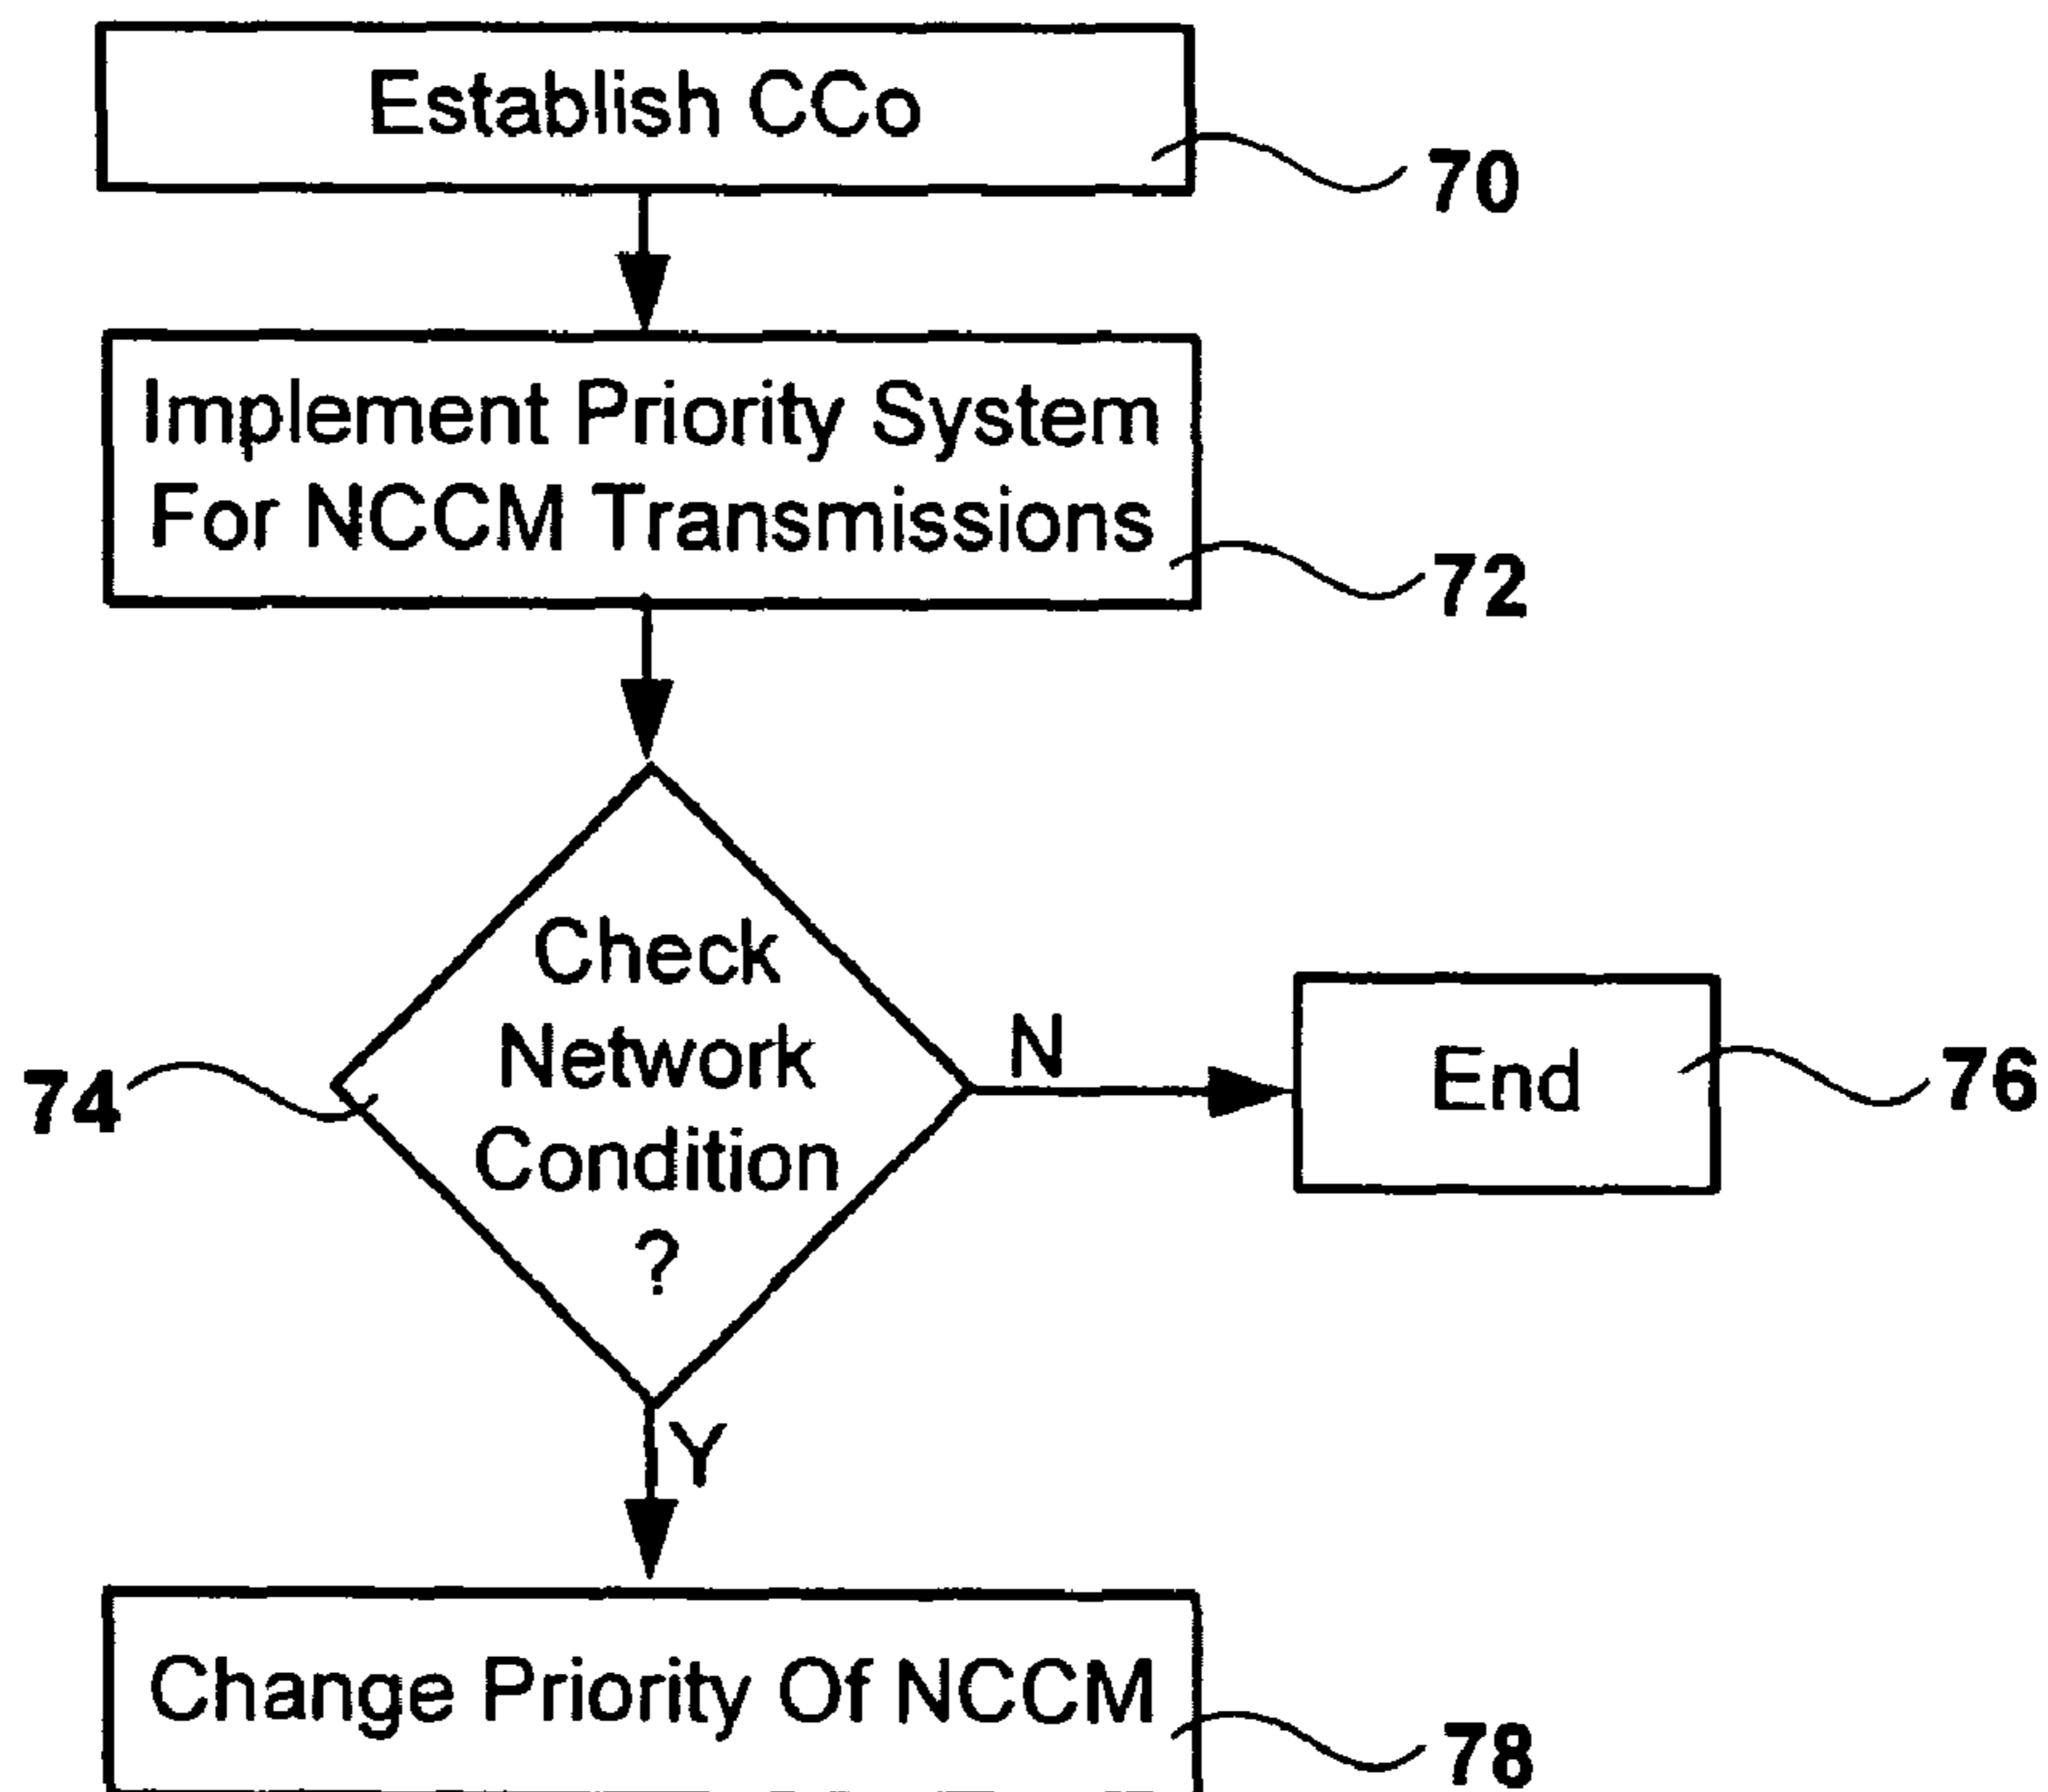 Establish CCo
70
Implement Priority System
For NCCM Transmissions
72
Check
Network
Condition
?
74
N
End
76
Y
Change Priority Of NCCM
78